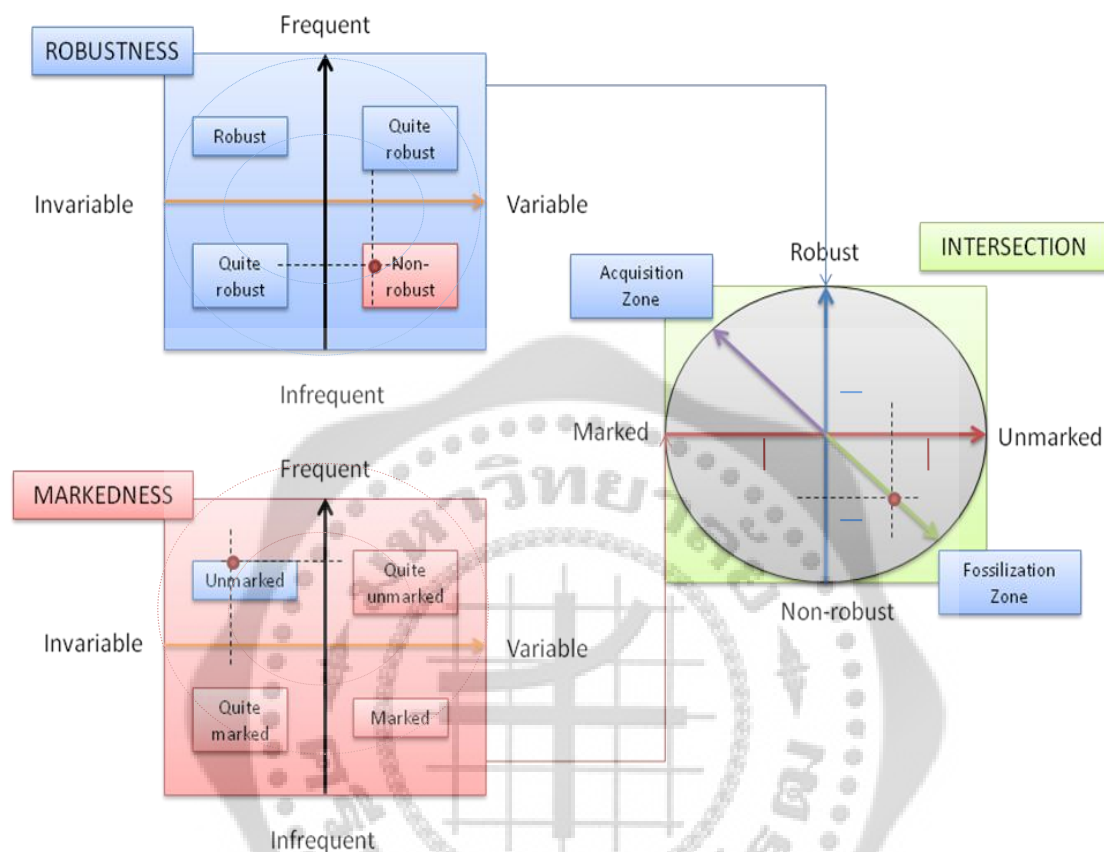 Frequent
ROBUSTNESS
Robust
Quite
robust
Invariable
Variable
Quite
robust
Non-
robust
Infrequent
INTERSECTION
Robust
Acquisition
Zone
Marked
Unmarked
Fossilization
Zone
Non-robust
Frequent
MARKEDNESS
Unmarked
Quite
unmarked
Invariable
Variable
Quite
marked
Marked
Infrequent